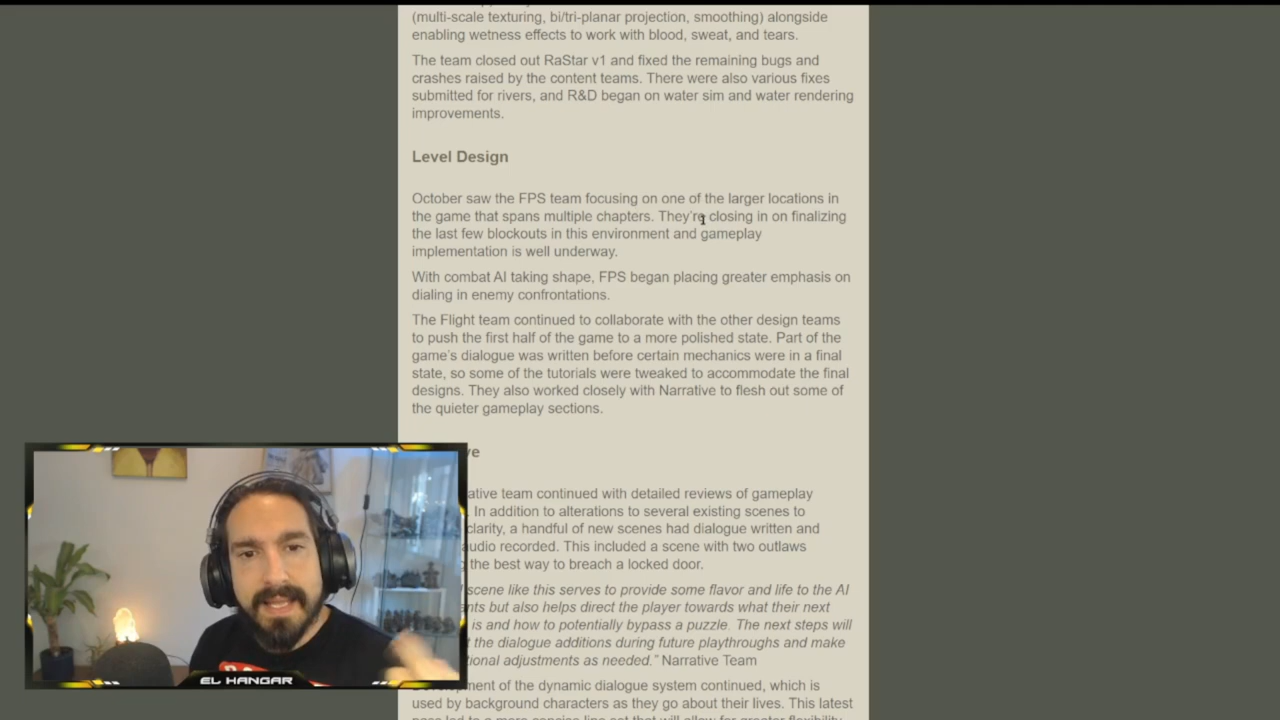 (multi-scale texturing, bi/tri-planar projection, smoothing) alongside
enabling wetness effects to work with blood, sweat, and tears.
The team closed out RaStar v1 and fixed the remaining bugs and
crashes raised by the content teams. There were also various fixes
submitted for rivers, and R&D began on water sim and water rendering
improvements.
Level Design
October saw the FPS team focusing on one of the larger locations in
the game that spans multiple chapters. They're closing in on finalizing
the last few blockouts in this environment and gameplay
implementation is well underway.
With combat AI taking shape, FPS began placing greater emphasis on
dialing in enemy confrontations.
The Flight team continued to collaborate with the other design teams
to push the first half of the game to a more polished state. Part of the
game's dialogue was written before certain mechanics were in a final
state, so some of the tutorials were tweaked to accommodate the final
designs. They also worked closely with Narrative to flesh out some of
the quieter gameplay sections.
team continued with detailed reviews of gameplay
In addition to alterations to several existing scenes to
clarity, a handful of new scenes had dialogue written and
audio recorded. This included a scene with two outlaws
the best way to breach a locked door.
scene like this serves to provide some flavor and life to the AI
but also helps direct the player towards what their next
is and how to potentially bypass a puzzle. The next steps will
the dialogue additions during future playthroughs and make
adjustments as needed." Narrative Team
of the dynamic dialogue system continued, which is
used by background characters as they go about their lives. This latest
EL HANGAR